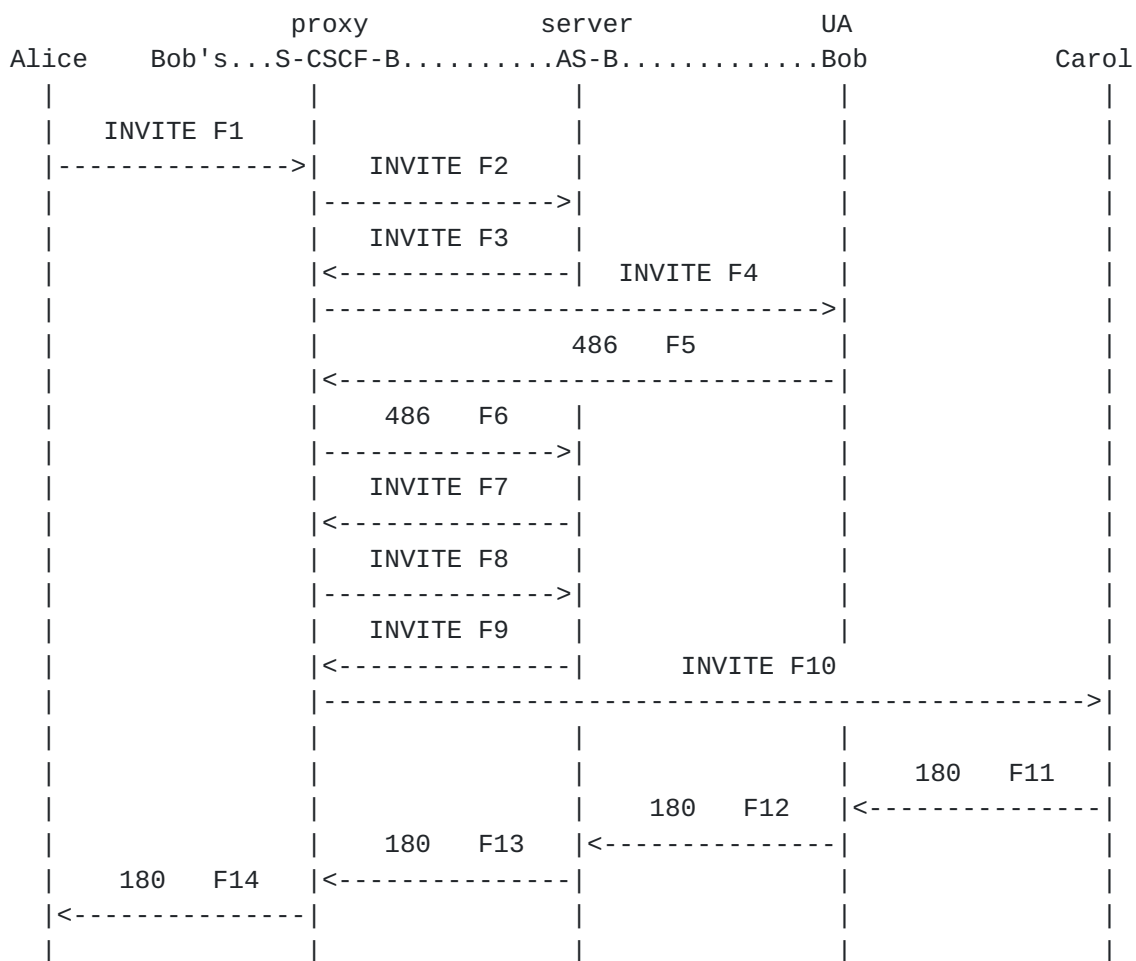 proxy server UA
Alice Bob's...S-CSCF-B..........AS-B.............Bob Carol
INVITE F1
INVITE F2
INVITE F3
INVITE F4
486 F5
486 F6
INVITE F7
INVITE F8
INVITE F9
INVITE F10
180 F11
180 F12
180 F13
180 F14